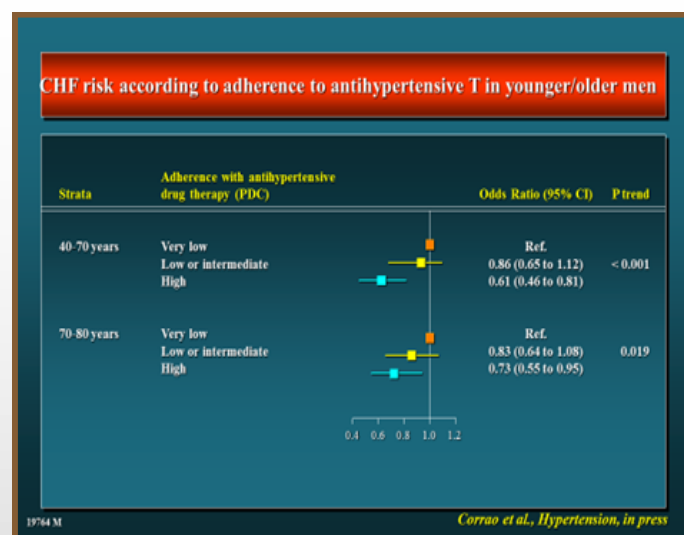 CHF risk according to adherence to antihypertensive T in younger/older men
Adherence with antihypertensive
Strata drug therapy (PDC) Odds Ratio (95% CI) P trend
40-70 years Very low Ref.
Low or intermediate 0.86 (0.65 to 1.12) < 0.001
High 0.61 (0.46 to 0.81)
70-80 years Very low Ref.
Low or intermediate 0.83 (0.64 to 1.08) 0.019
High 0.73 (0.55 to 0.95)
0.4 0.6 0.8 1.0 1.2
19764 M Corrao et al., Hypertension, in press